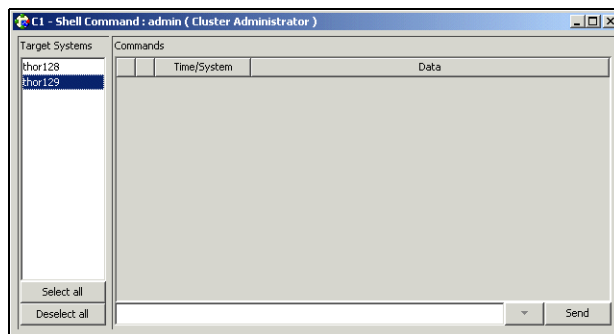 C1 - Shell Command : admin ( Cluster Administrator )
Target Systems
Commands
thor128
thor129
Time/System
Data
Select all
Deselect all
Send